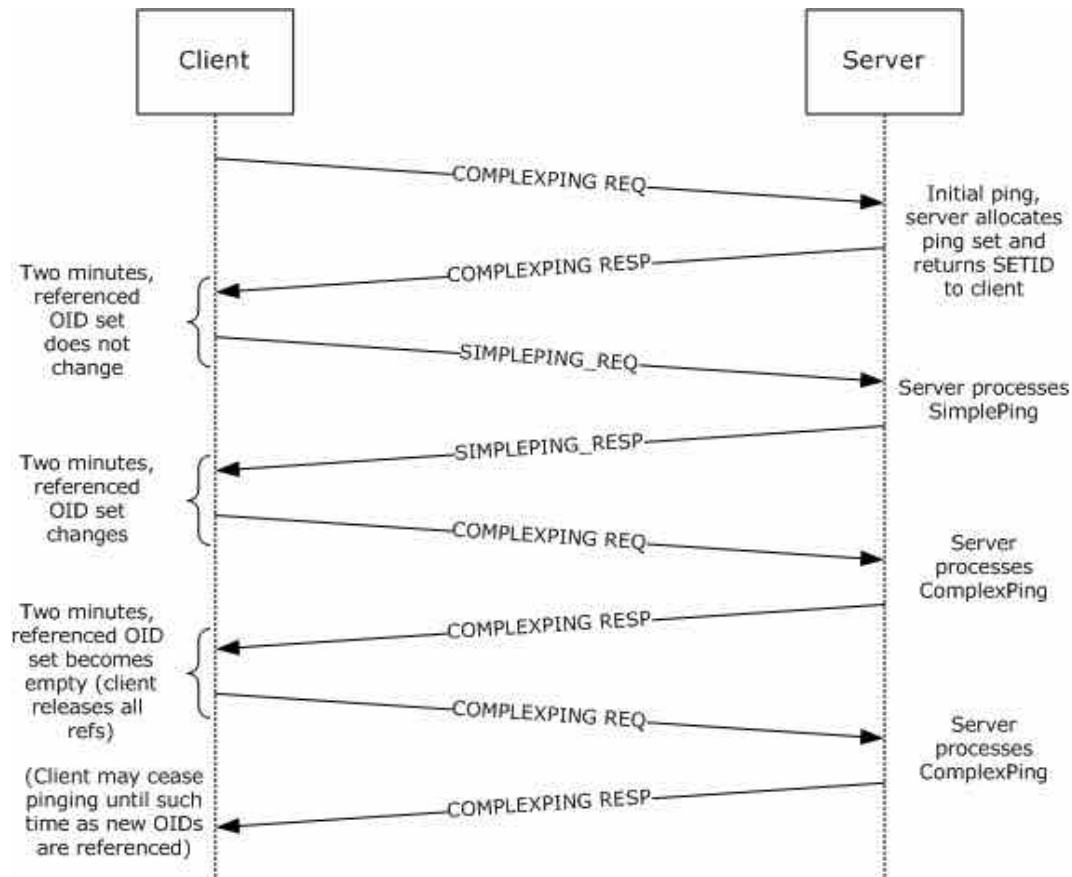 Client
Server
COMPLEXPING REQ
Initial ping,
server allocates
ping set and
returns SETID
to client
COMPLEXPING RESP
Two minutes,
referenced
OID set
does not
change
SIMPLEPING_REQ
Server processes
SimplePing
SIMPLEPING_RESP
Two minutes,
referenced
OID set
changes
COMPLEXPING REQ
Server
processes
ComplexPing
COMPLEXPING RESP
Two minutes,
referenced OID
set becomes
empty (client
releases all
refs)
COMPLEXPING REQ
Server
processes
ComplexPing
COMPLEXPING RESP
(Client may cease
pinging until such
time as new OIDs
are referenced)